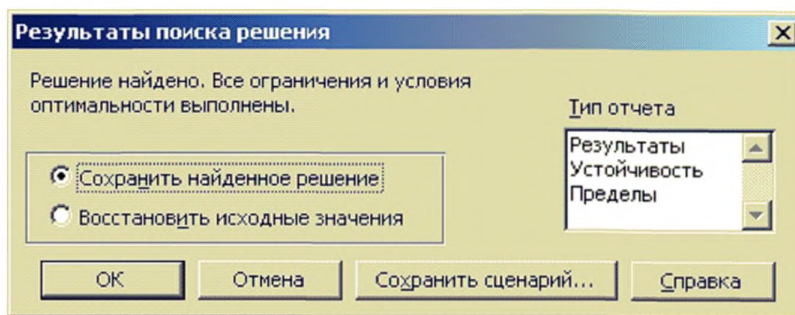 Результаты поиска решения
Решение найдено. Все ограничения и условия
оптимальности выполнены.
Тип отчета
Результаты
Устойчивость
Пределы
Сохранить найденное решение
Восстановить исходные значения
ОК
Отмена
Сохранить сценарий...
Справка